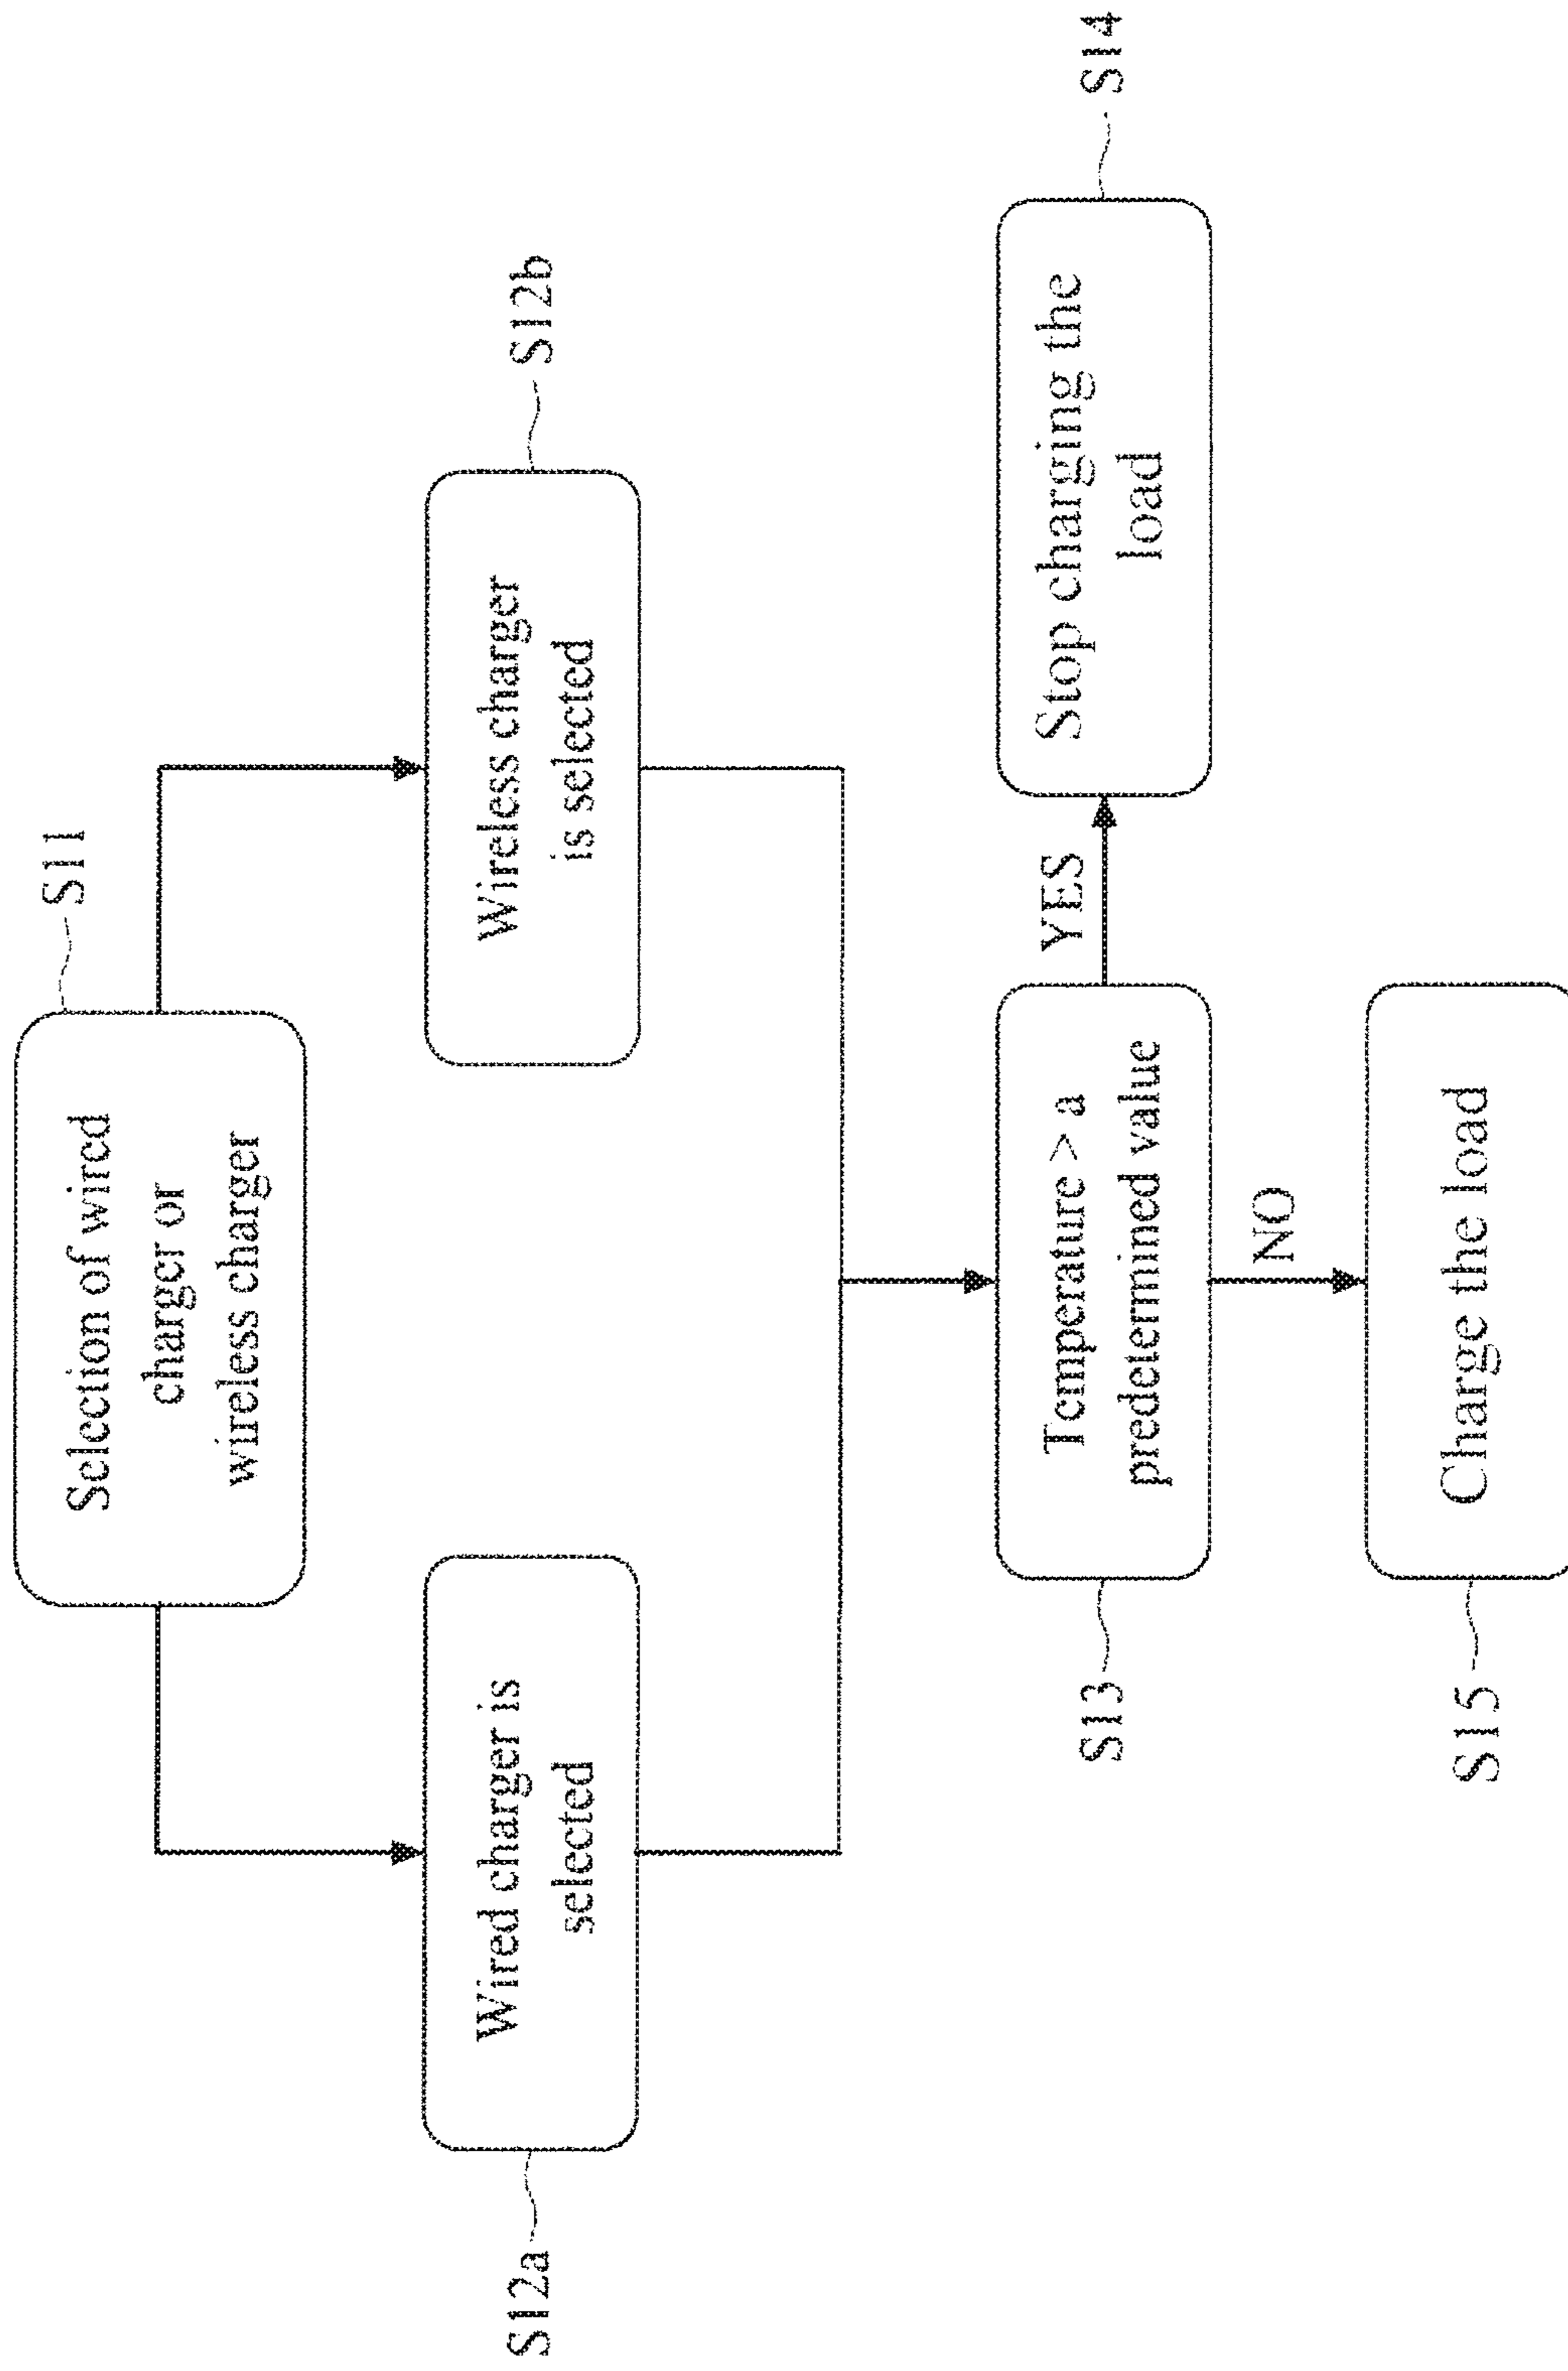 S11
Selection of wired
charger or
wireless charger
S12a
Wired charger is
selected
S12b
Wireless charger
is selected
S13
Temperature > a
predetermined value
YES
S14
Stop charging the
load
NO
S15
Charge the load